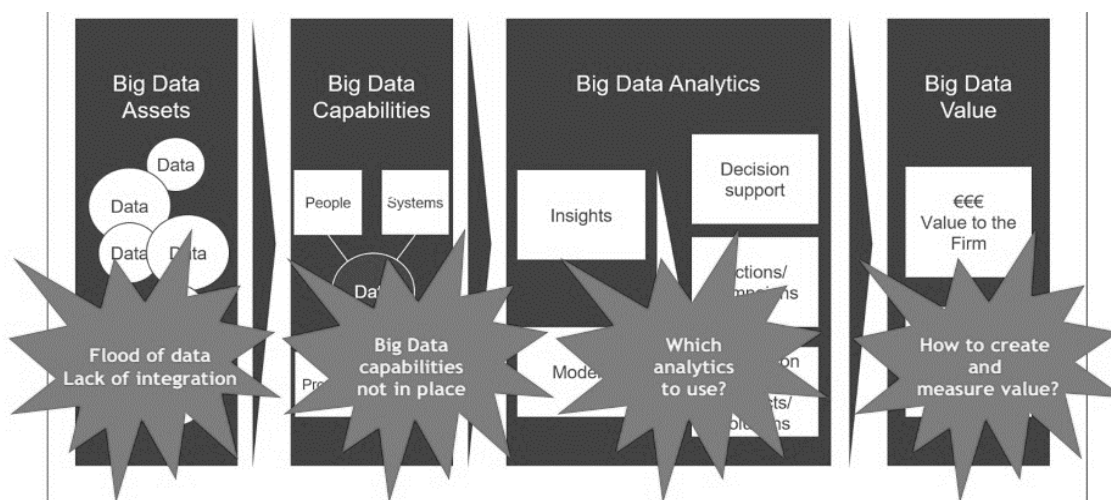 Big Data
Assets
Data
Data
Data
Data
Flood of data
Lack of integration
Big Data
Capabilities
People
Systems
Big Data
capabilities
not in place
Big Data Analytics
Insights
Decision
support
Which
analytics
to use?
Big Data
Value
€€€
Value to the
Firm
How to create
and
measure value?